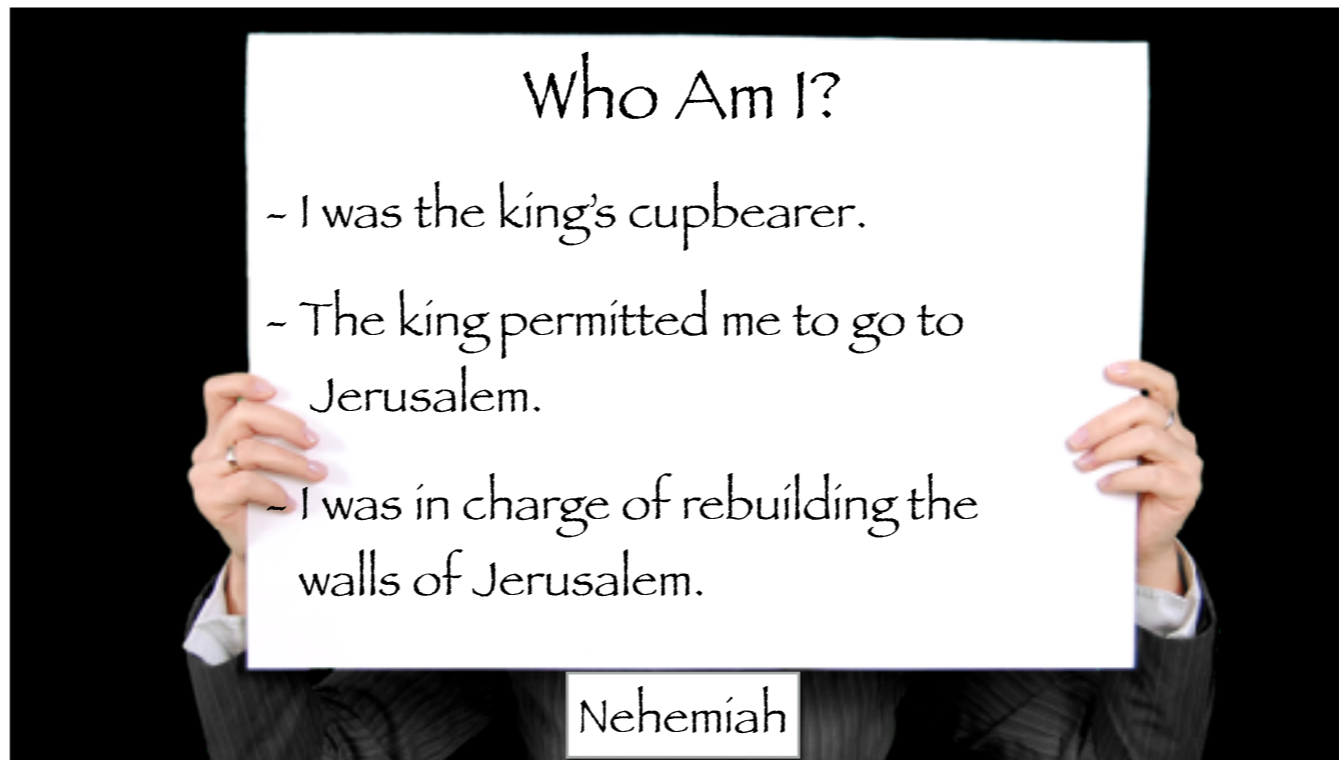 Who Am I?
- I was the king's cupbearer.
- The king permitted me to go to
Jerusalem.
- I was in charge of rebuilding the
walls of Jerusalem.
Nehemiah